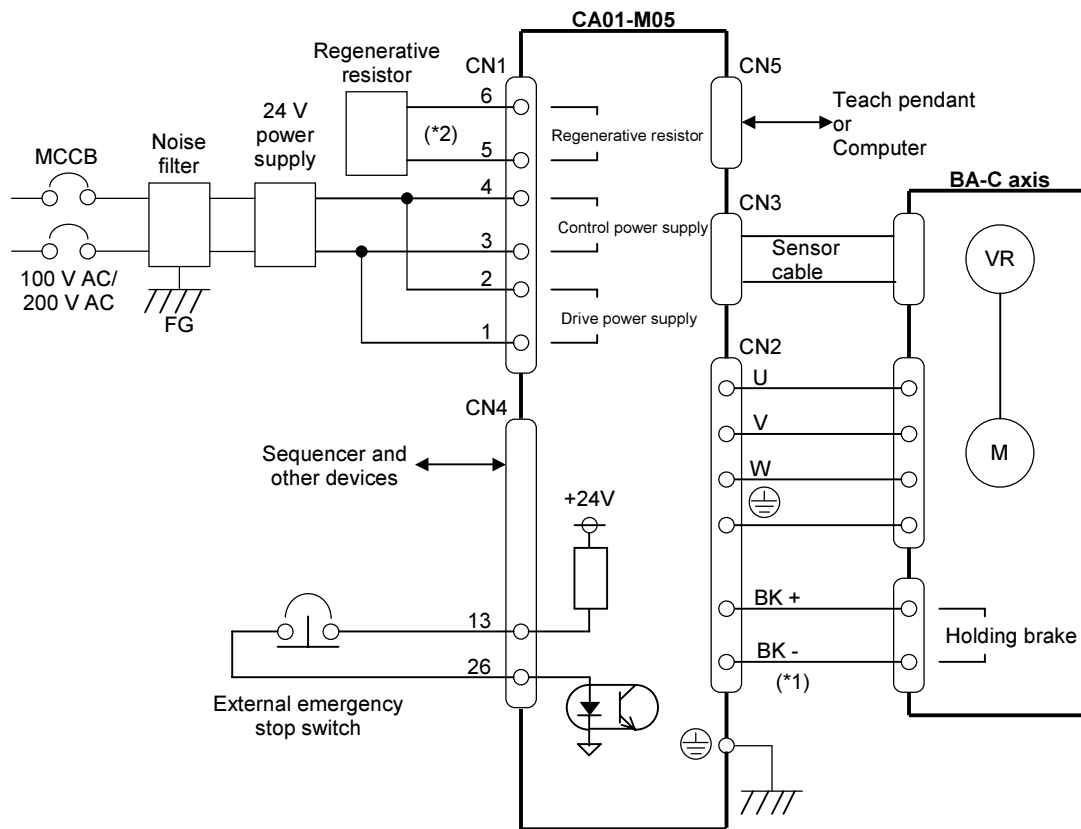 CA01-M05
Regenerative
resistor
CN1
6
(*2)
5
Regenerative resistor
24 V
power
supply
Noise
filter
MCCB
4
Control power supply
3
100 V AC/
200 V AC
FG
2
Drive power supply
1
CN5
Teach pendant
or
Computer
BA-C axis
CN3
Sensor
cable
VR
M
CN2
U
V
W
BK +
BK -
(*1)
Holding brake
CN4
Sequencer and
other devices
+24V
13
26
External emergency
stop switch